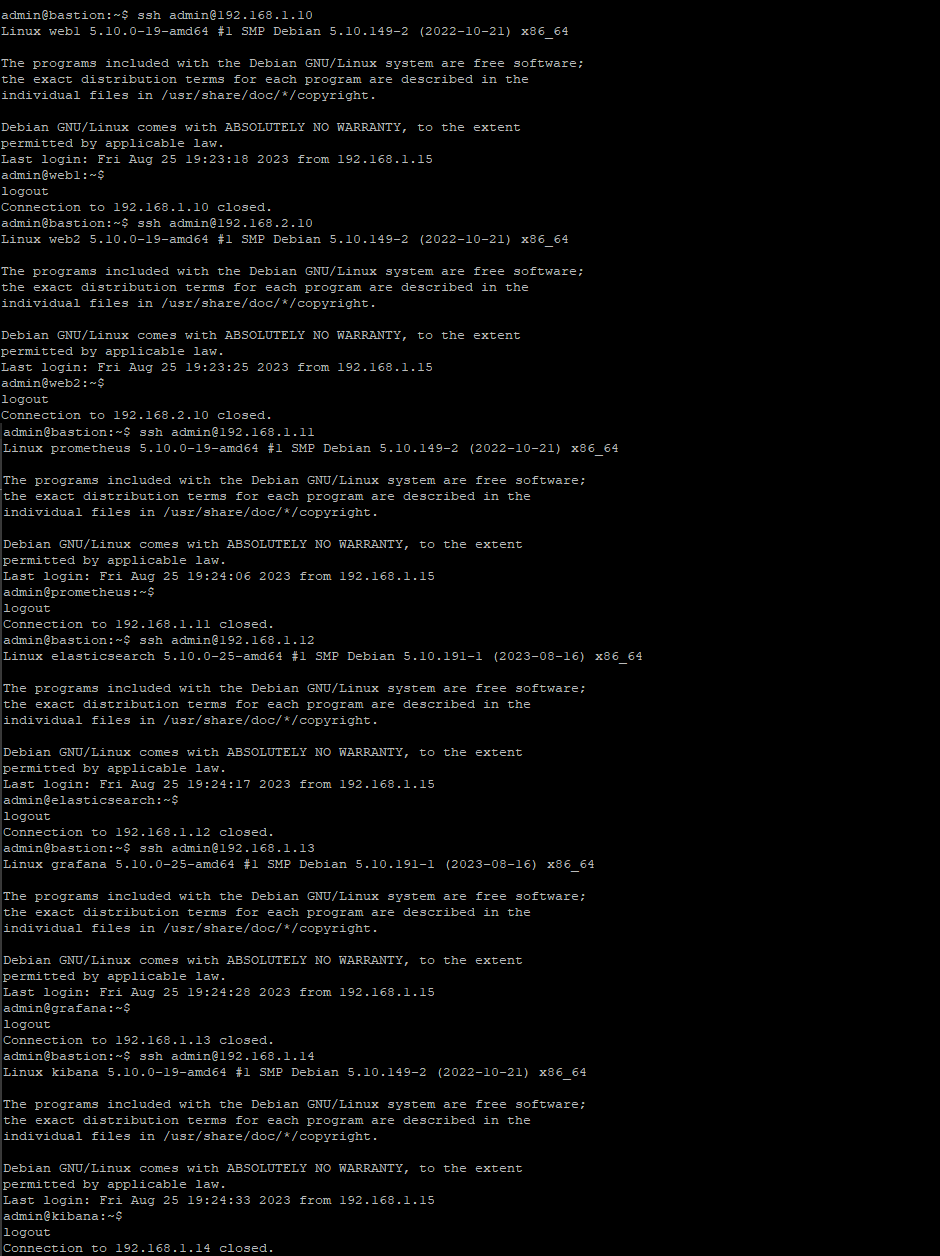 admin@bastion:~$ ssh admin@192.168.1.10
Linux web1 5.10.0-19-amd64 #1 SMP Debian 5.10.149-2 (2022-10-21) x86_64
The programs included with the Debian GNU/Linux system are free software;
the exact distribution terms for each program are described in the
individual files in /usr/share/doc/*/copyright.
Debian GNU/Linux comes with ABSOLUTELY NO WARRANTY, to the extent
permitted by applicable law.
Last login: Fri Aug 25 19:23:18 2023 from 192.168.1.15
admin@web1:~$
logout
Connection to 192.168.1.10 closed.
admin@bastion:~$ ssh admin@192.168.2.10
Linux web2 5.10.0-19-amd64 #1 SMP Debian 5.10.149-2 (2022-10-21) x86_64
The programs included with the Debian GNU/Linux system are free software;
the exact distribution terms for each program are described in the
individual files in /usr/share/doc/*/copyright.
Debian GNU/Linux comes with ABSOLUTELY NO WARRANTY, to the extent
permitted by applicable law.
Last login: Fri Aug 25 19:23:25 2023 from 192.168.1.15
admin@web2:~$
logout
Connection to 192.168.2.10 closed.
admin@bastion:~$ ssh admin@192.168.1.11
Linux prometheus 5.10.0-19-amd64 #1 SMP Debian 5.10.149-2 (2022-10-21) x86_64
The programs included with the Debian GNU/Linux system are free software;
the exact distribution terms for each program are described in the
individual files in /usr/share/doc/*/copyright.
Debian GNU/Linux comes with ABSOLUTELY NO WARRANTY, to the extent
permitted by applicable law.
Last login: Fri Aug 25 19:24:06 2023 from 192.168.1.15
admin@prometheus:~$
logout
Connection to 192.168.1.11 closed.
admin@bastion:~$ ssh admin@192.168.1.12
Linux elasticsearch 5.10.0-25-amd64 #1 SMP Debian 5.10.191-1 (2023-08-16) x86_64
The programs included with the Debian GNU/Linux system are free software;
the exact distribution terms for each program are described in the
individual files in /usr/share/doc/*/copyright.
Debian GNU/Linux comes with ABSOLUTELY NO WARRANTY, to the extent
permitted by applicable law.
Last login: Fri Aug 25 19:24:17 2023 from 192.168.1.15
admin@elasticsearch:~$
logout
Connection to 192.168.1.12 closed.
admin@bastion:~$ ssh admin@192.168.1.13
Linux grafana 5.10.0-25-amd64 #1 SMP Debian 5.10.191-1 (2023-08-16) x86_64
The programs included with the Debian GNU/Linux system are free software;
the exact distribution terms for each program are described in the
individual files in /usr/share/doc/*/copyright.
Debian GNU/Linux comes with ABSOLUTELY NO WARRANTY, to the extent
permitted by applicable law.
Last login: Fri Aug 25 19:24:28 2023 from 192.168.1.15
admin@grafana:~$
logout
Connection to 192.168.1.13 closed.
admin@bastion:~$ ssh admin@192.168.1.14
Linux kibana 5.10.0-19-amd64 #1 SMP Debian 5.10.149-2 (2022-10-21) x86_64
The programs included with the Debian GNU/Linux system are free software;
the exact distribution terms for each program are described in the
individual files in /usr/share/doc/*/copyright.
Debian GNU/Linux comes with ABSOLUTELY NO WARRANTY, to the extent
permitted by applicable law.
Last login: Fri Aug 25 19:24:33 2023 from 192.168.1.15
admin@kibana:~$
logout
Connection to 192.168.1.14 closed.